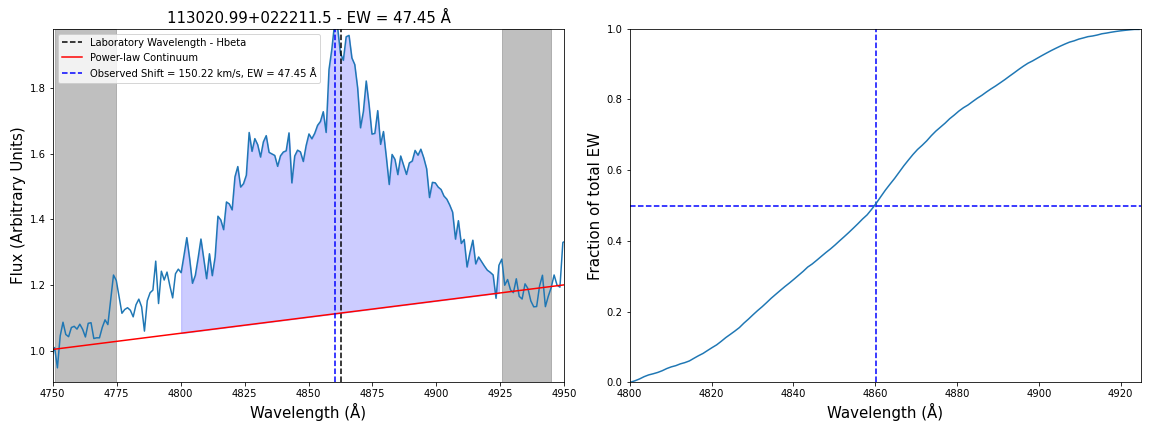 113020.99+022211.5 - EW = 47.45 Å
Laboratory Wavelength - Hbeta
Power-law Continuum
Observed Shift = 150.22 km/s, EW = 47.45 Å
Flux (Arbitrary Units)
1.8
1.6
1.4
1.2
1.0
4750 4775 4800 4825 4850 4875 4900 4925 4950
Wavelength (Å)
Fraction of total EW
1.0
0.8
0.6
0.4
0.2
0.0
4800 4820 4840 4860 4880 4900 4920
Wavelength (Å)